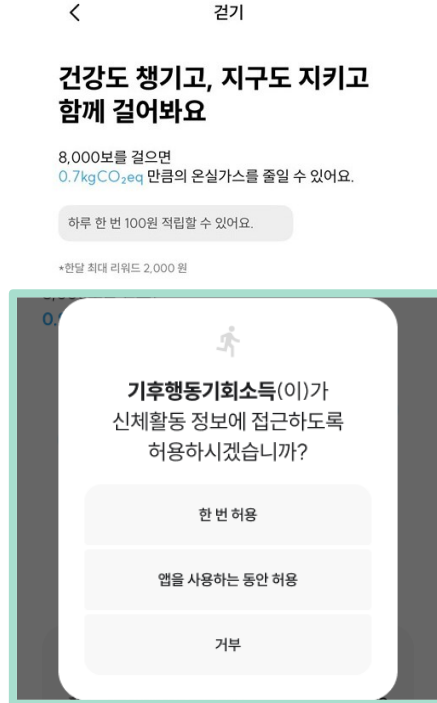 걷기
건강도 챙기고, 지구도 지키고
함께 걸어봐요
8,000보를 걸으면
0.7kgCO₂eq 만큼의 온실가스를 줄일 수 있어요.
하루 한 번 100원 적립할 수 있어요.
*한달 최대 리워드 2,000 원
기후행동기회소득(이)가
신체활동 정보에 접근하도록
허용하시겠습니까?
한 번 허용
앱을 사용하는 동안 허용
거부